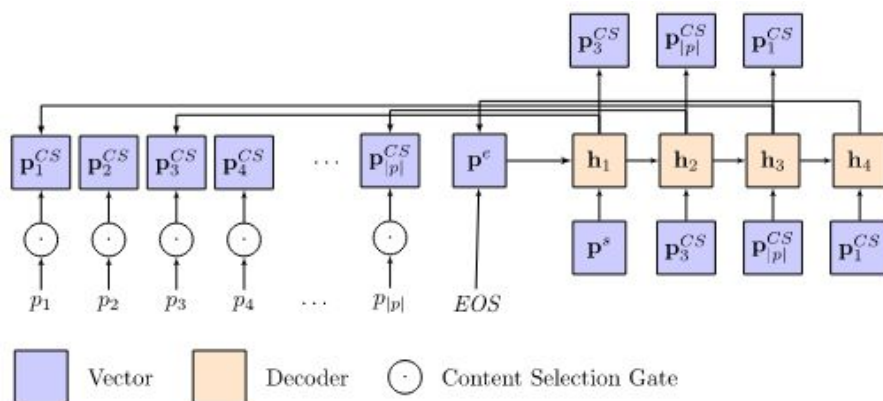 p_3^{CS} p_{|p|}^{CS} p_1^{CS}
p_1^{CS} p_2^{CS} p_3^{CS} p_4^{CS} ... p_{|p|}^{CS} p^e h_1 h_2 h_3 h_4
p^s p_3^{CS} p_{|p|}^{CS} p_1^{CS}
p_1 p_2 p_3 p_4 ... p_{|p|} EOS
Vector Decoder Content Selection Gate